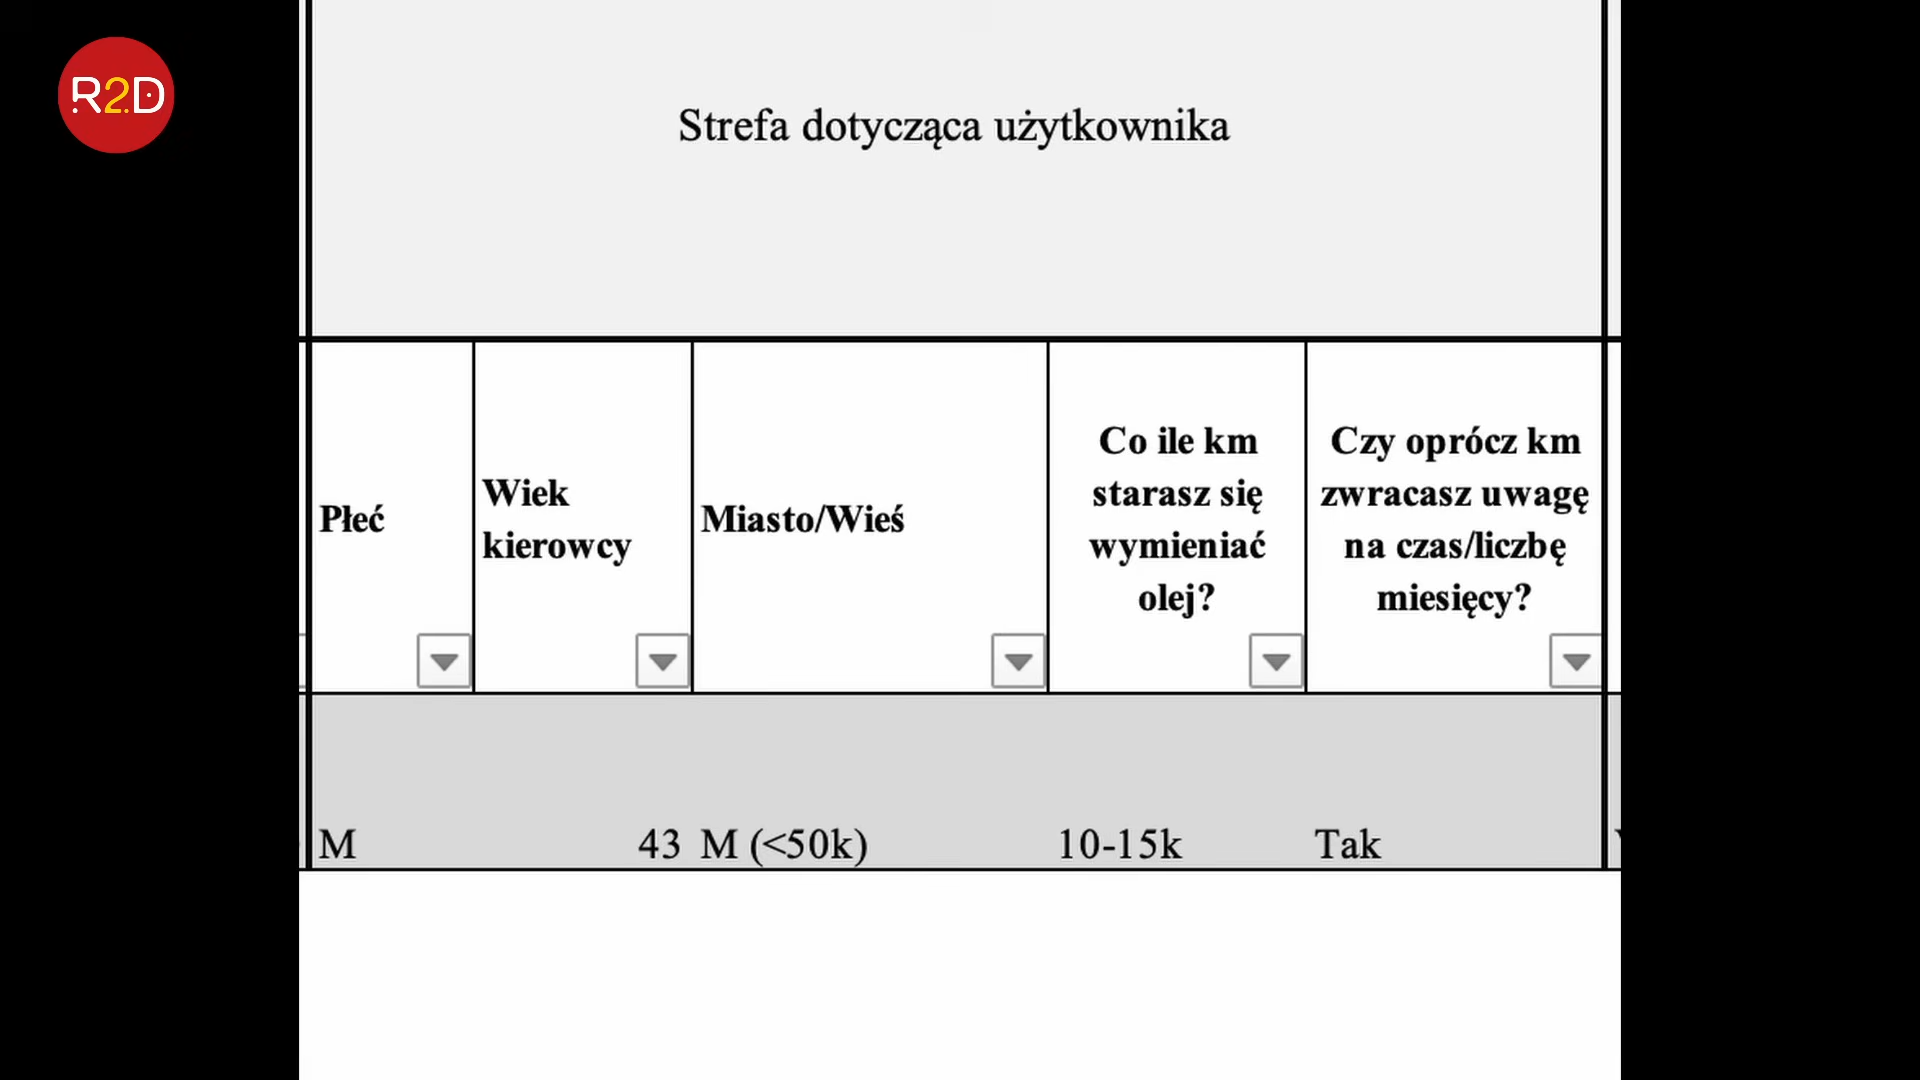 R2D
Strefa dotycząca użytkownika
Płeć
Wiek
kierowcy
Miasto/Wieś
Co ile km
starasz się
wymieniać
olej?
Czy oprócz km
zwracasz uwagę
na czas/liczbę
miesięcy?
M 43 M (<50k) 10-15k Tak